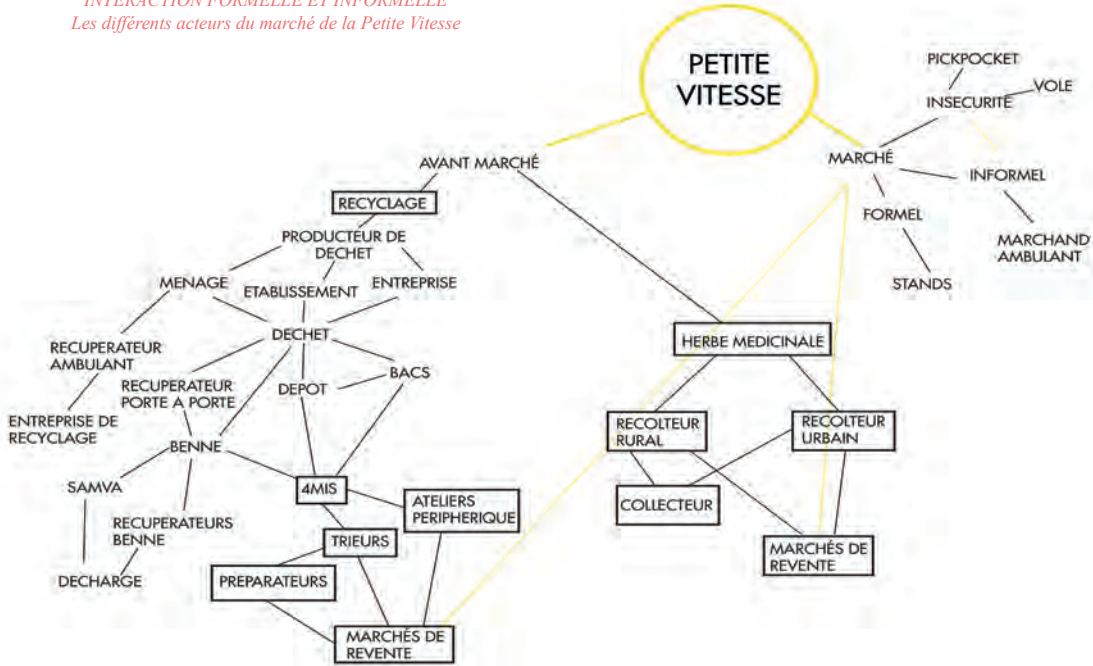 INTERACTION FORMELLE ET INFORMELLE
Les différents acteurs du marché de la Petite Vitesse
PETITE
VITESSE
PICKPOCKET
VOLE
INSECURITÉ
AVANT MARCHÉ
MARCHÉ
INFORMEL
RECYCLAGE
FORMEL
PRODUCTEUR DE
DECHET
MARCHAND
AMBULANT
MENAGE
ETABLISSEMENT
ENTREPRISE
STANDS
DECHET
HERBE MEDICINALE
RECUPERATEUR
AMBULANT
RECUPERATEUR
PORTE A PORTE
DEPOT
BACS
ENTREPRISE DE
RECYCLAGE
RECOLTEUR
RURAL
RECOLTEUR
URBAIN
BENNE
SAMVA
4MIS
ATELIERS
PERIPHERIQUE
COLLECTEUR
RECUPERATEURS
BENNE
TRIEURS
MARCHÉS DE
REVENTE
DECHARGE
PREPARATEURS
MARCHÉS DE
REVENTE